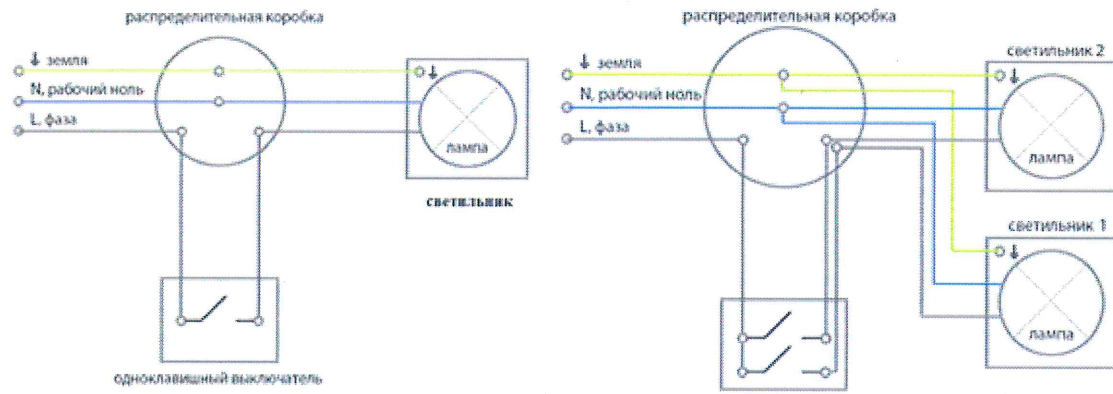 распределительная коробка
земля
N, рабочий ноль
L, фаза
лампа
светильник
одноклавишный выключатель
распределительная коробка
земля
N, рабочий ноль
L, фаза
светильник 2
лампа
светильник 1
лампа